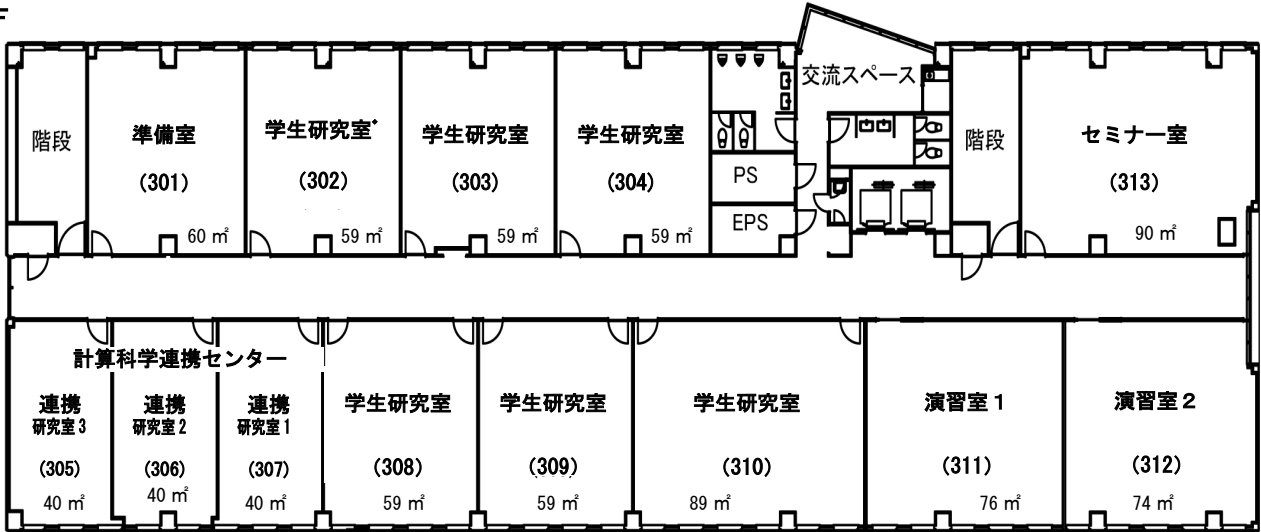 交流スペース
階段
準備室
(301)
60 ㎡
学生研究室*
(302)
59 ㎡
学生研究室
(303)
59 ㎡
学生研究室
(304)
59 ㎡
PS
EPS
階段
セミナー室
(313)
90 ㎡
計算科学連携センター
連携
研究室3
(305)
40 ㎡
連携
研究室2
(306)
40 ㎡
連携
研究室1
(307)
40 ㎡
学生研究室
(308)
59 ㎡
学生研究室
(309)
59 ㎡
学生研究室
(310)
89 ㎡
演習室1
(311)
76 ㎡
演習室2
(312)
74 ㎡